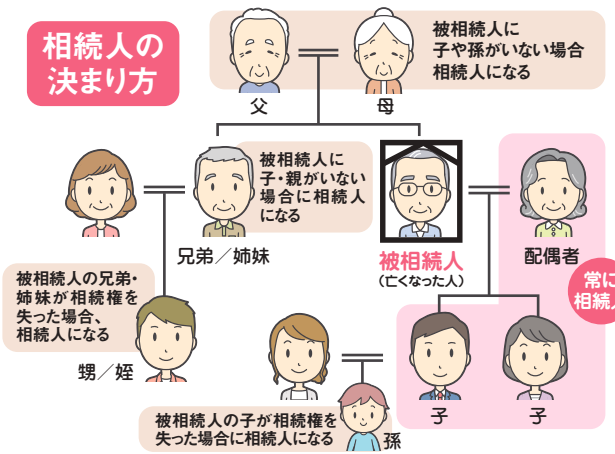 相続人の
決まり方
被相続人に
子や孫がいない場合
相続人になる
父
母
被相続人に
子・親がいない
場合に相続人
になる
兄弟／姉妹
被相続人
(亡くなった人)
配偶者
常に
相続人
被相続人の兄弟・
姉妹が相続権を
失った場合、
相続人になる
甥／姪
子
子
被相続人の子が相続権を
失った場合に相続人になる
孫